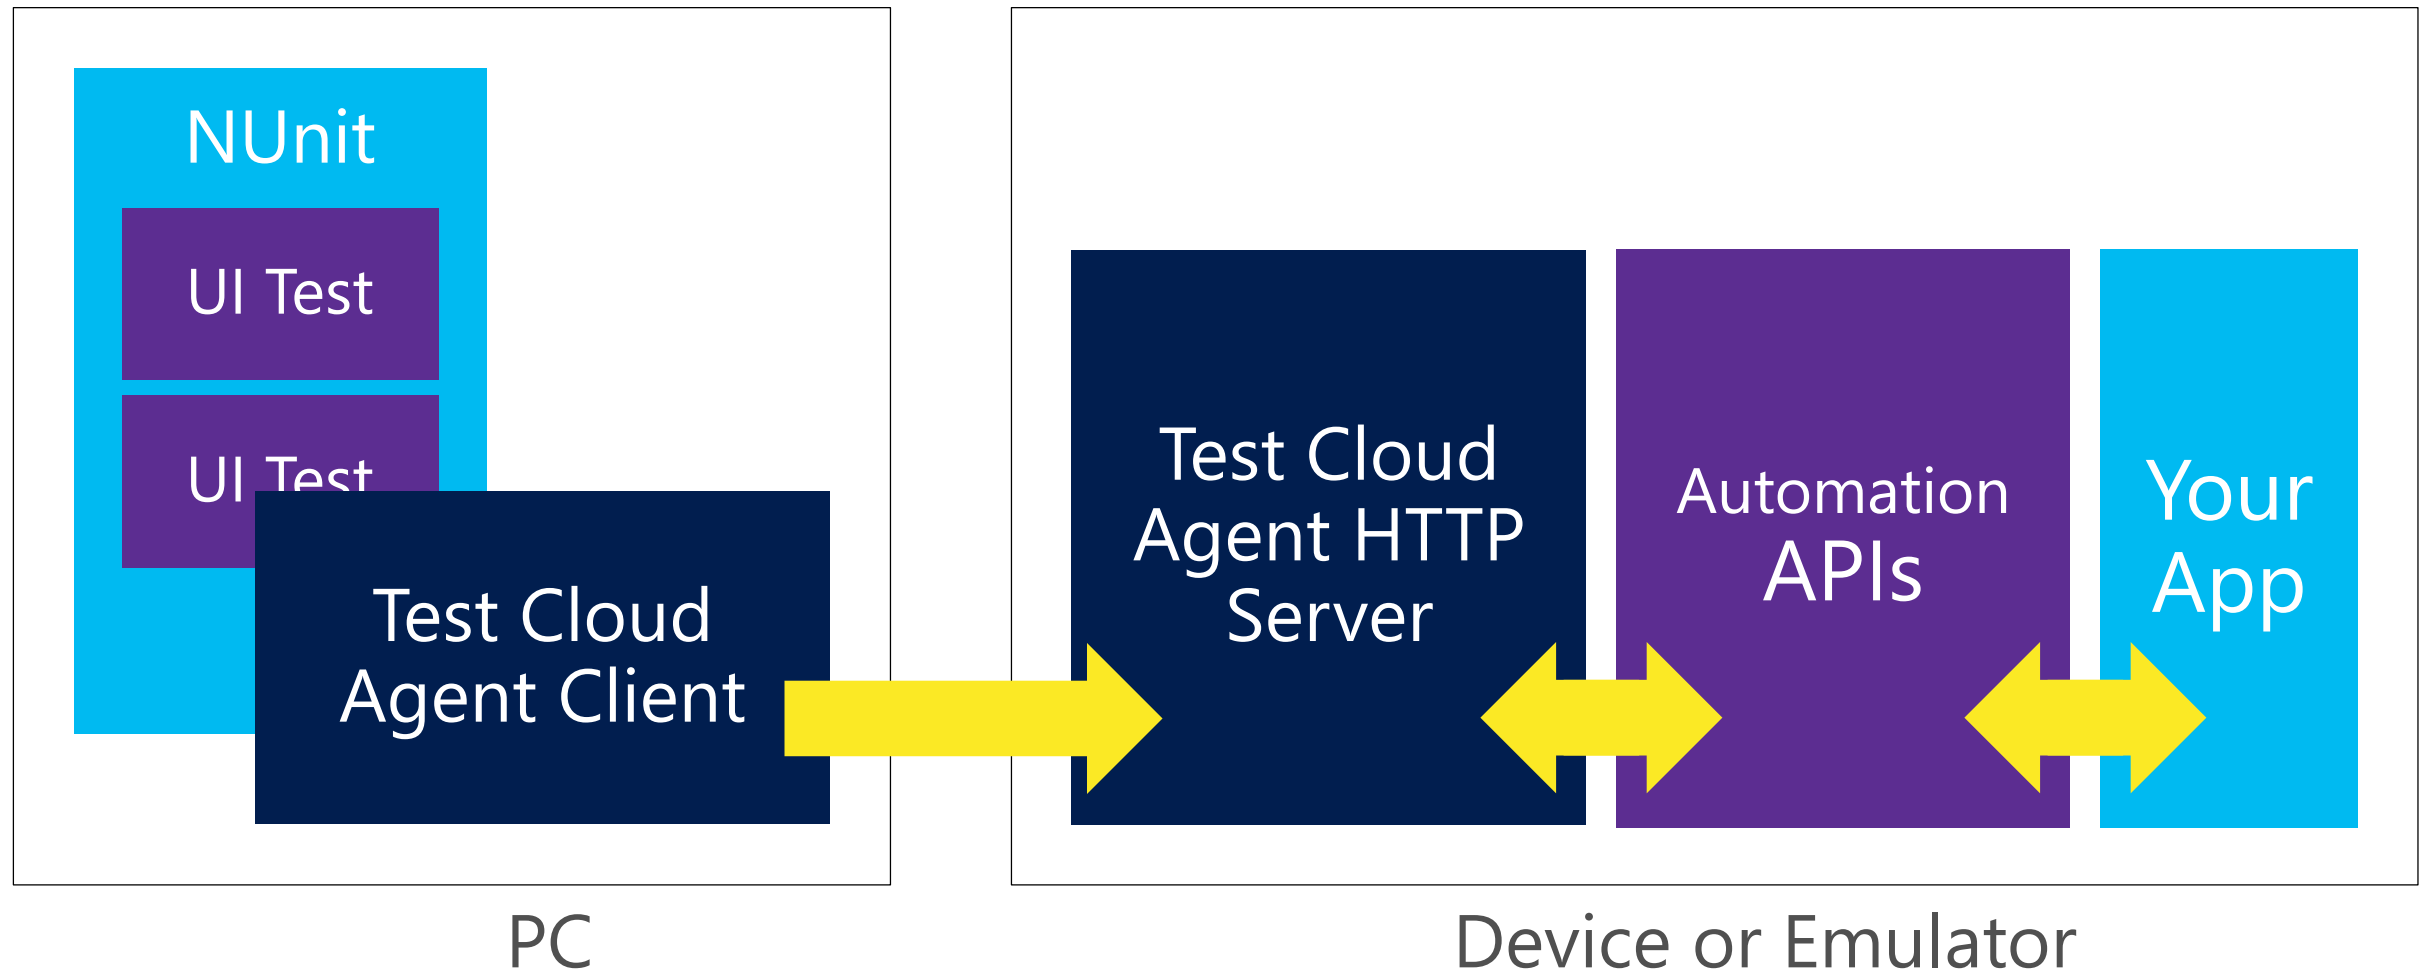 NUnit
UI Test
UI Test
Test Cloud
Agent Client
Test Cloud
Agent HTTP
Server
Automation
APIs
Your
App
PC
Device or Emulator